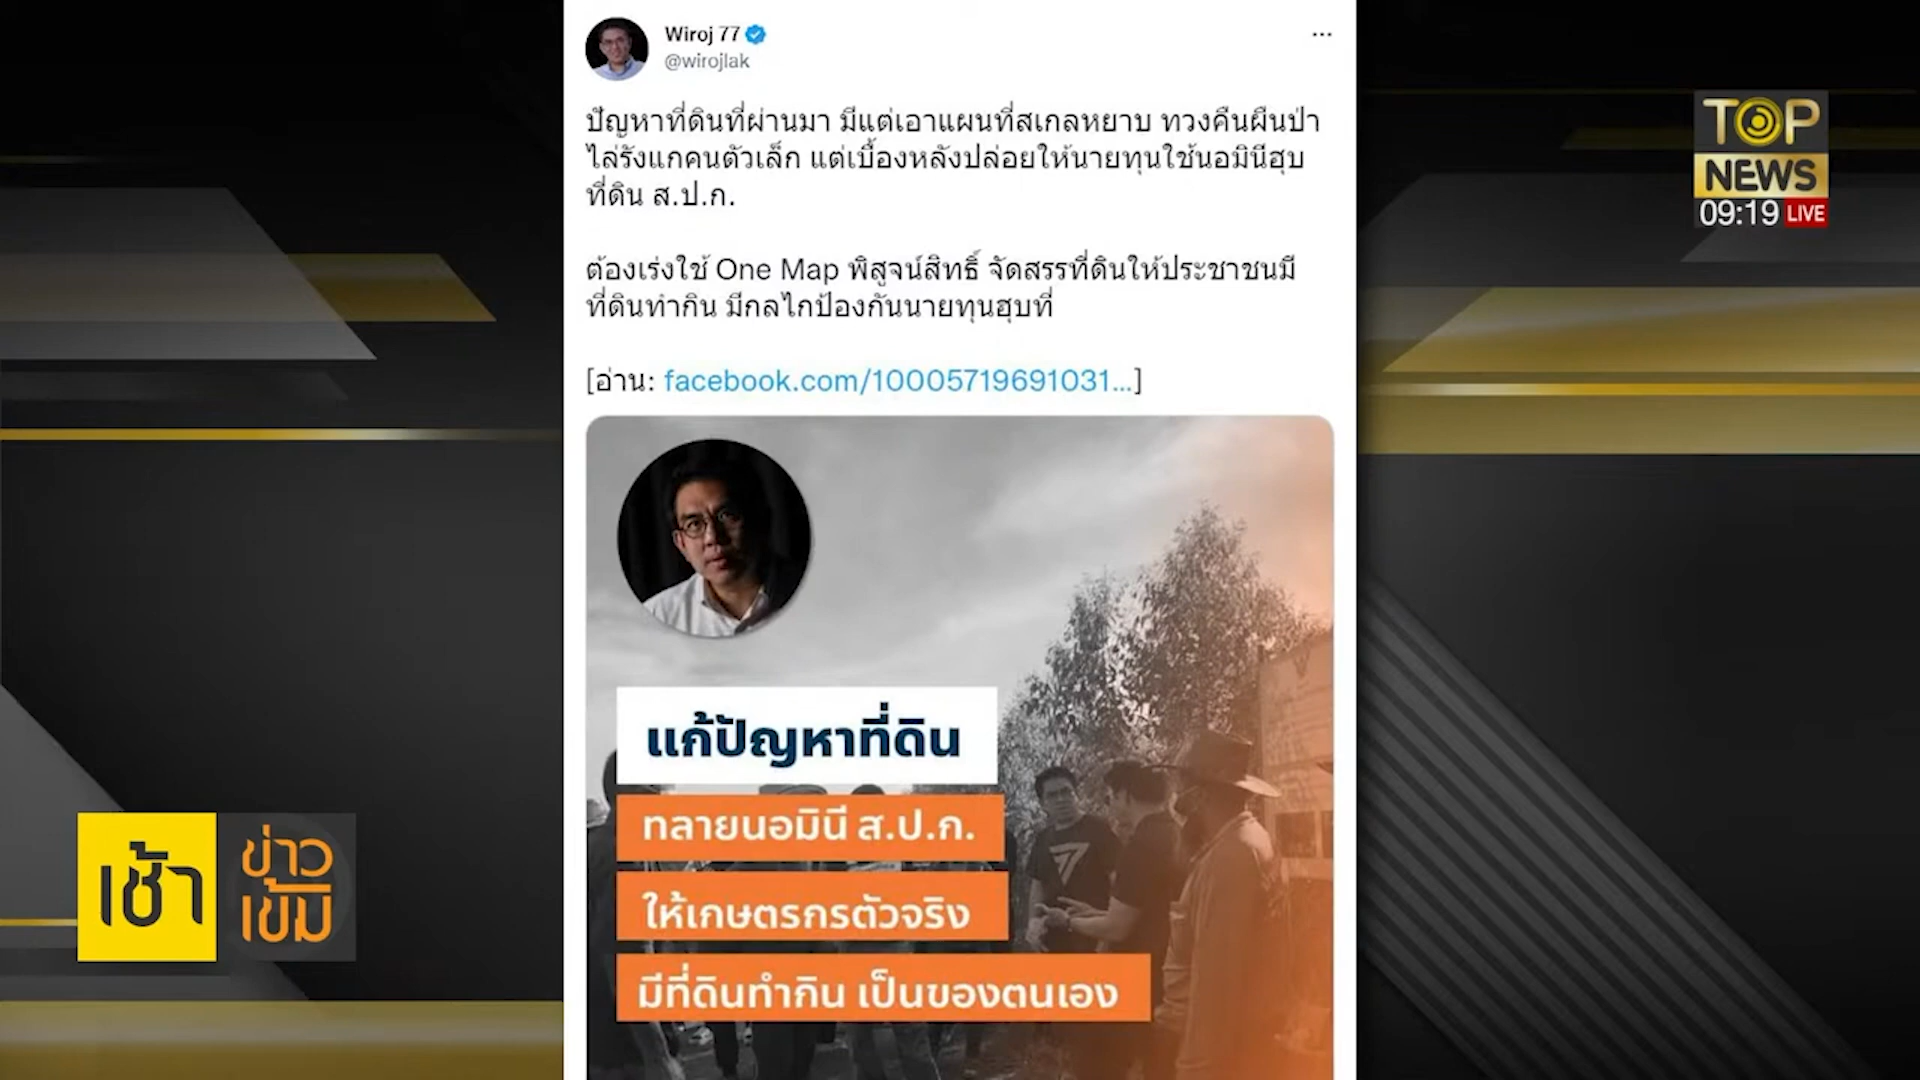 Wiroj 77
@wirojlak
ปัญหาที่ดินที่ผ่านมา มีแต่เอาแผนที่สเกลหยาบ ทวงคืนผืนป่า
ไล่รังแกคนตัวเล็ก แต่เบื้องหลังปล่อยให้นายทุนใช้นอมินีฮุบ
ที่ดิน ส.ป.ก.
ต้องเร่งใช้ One Map พิสูจน์สิทธิ์ จัดสรรที่ดินให้ประชาชนมี
ที่ดินทำกิน มีกลไกป้องกันนายทุนฮุบที่
[อ่าน: facebook.com/10005719691031...]
แก้ปัญหาที่ดิน
ทลายนอมินี ส.ป.ก.
ให้เกษตรกรตัวจริง
มีที่ดินทำกิน เป็นของตนเอง
TOP
NEWS
09:19 LIVE
เช้า
ข่าว
เข้ม